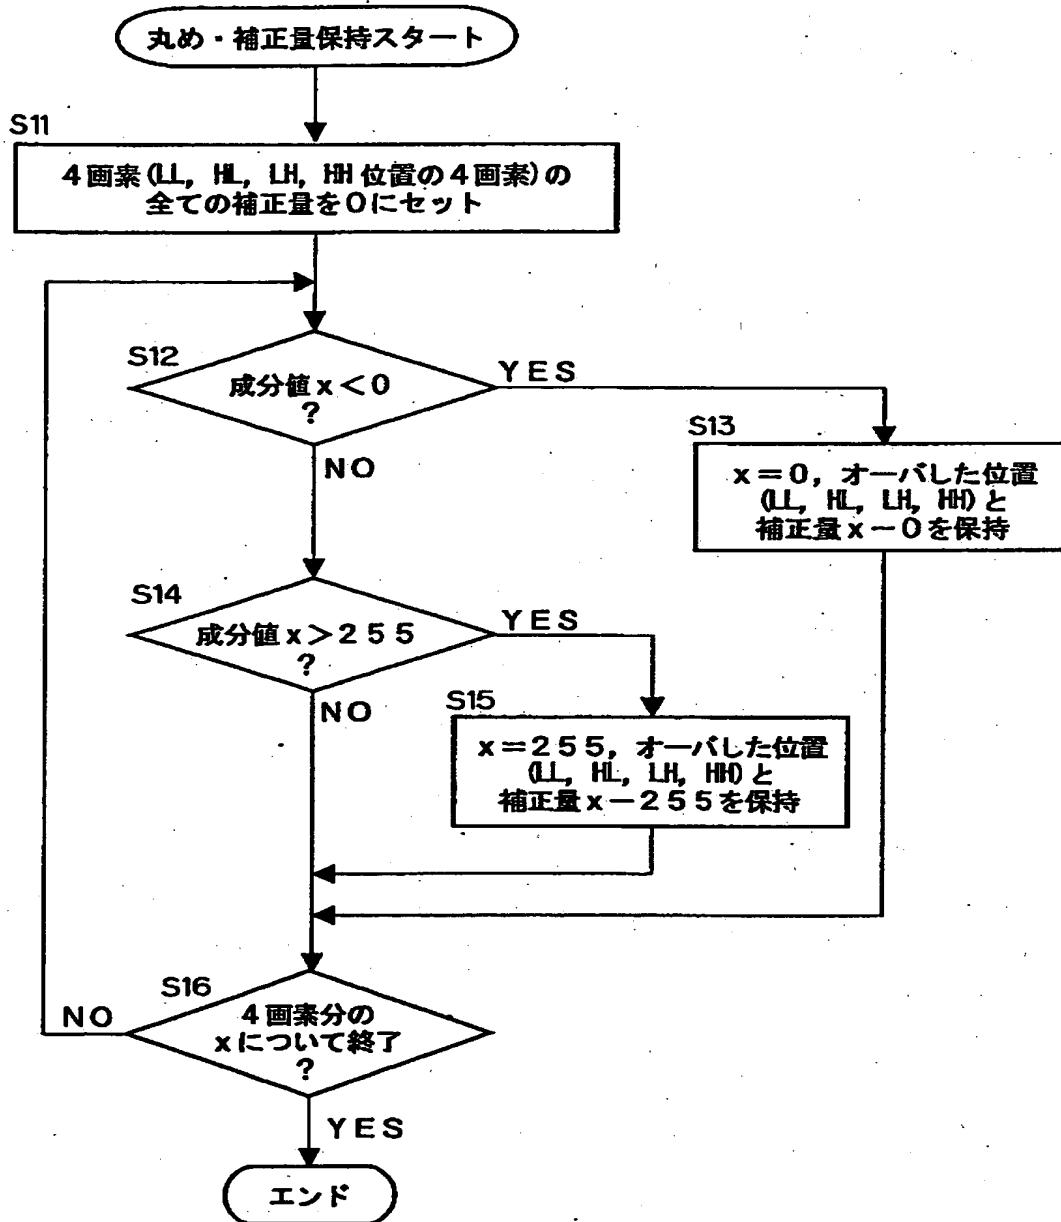 丸め・補正量保持スタート
S11
4画素(LL, HL, LH, HH位置の4画素)の
全ての補正量を0にセット
S12
成分値x<0
?
YES
NO
S13
x=0, オーバした位置
(LL, HL, LH, HH)と
補正量x-0を保持
S14
成分値x>255
?
YES
NO
S15
x=255, オーバした位置
(LL, HL, LH, HH)と
補正量x-255を保持
S16
4画素分の
xについて終了
?
NO
YES
エンド